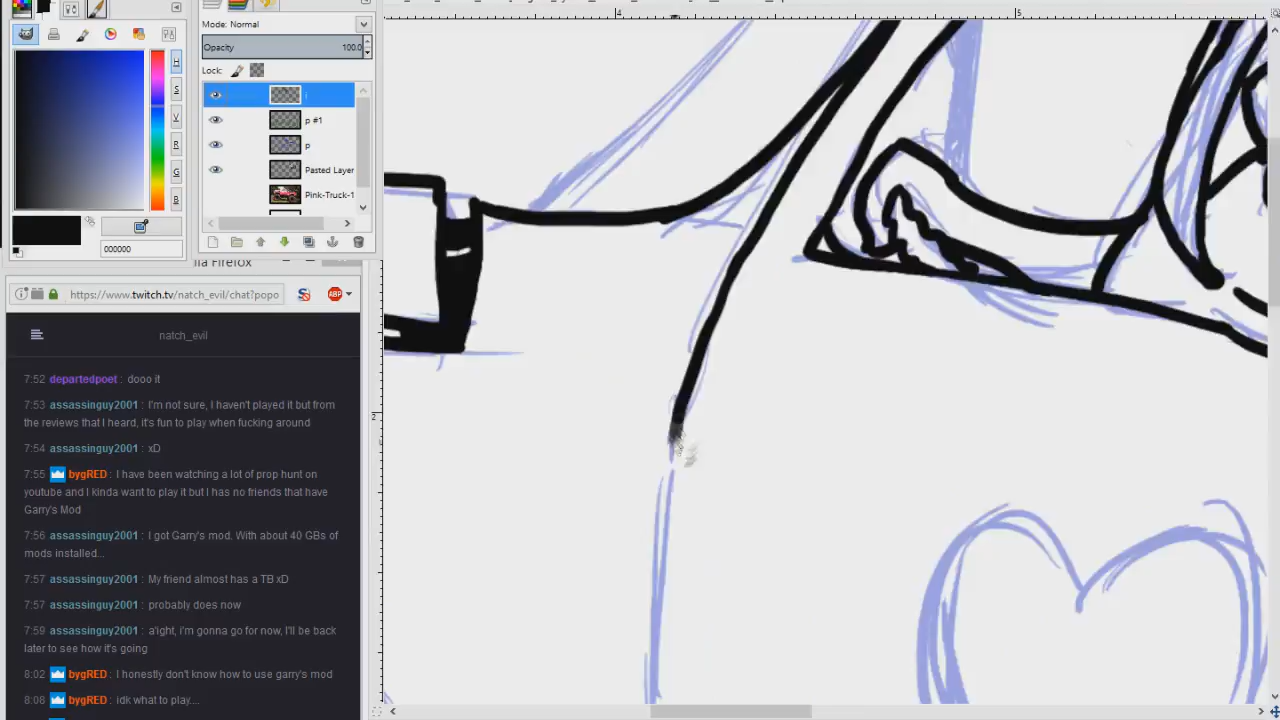 Mode: Normal
Opacity 100.0
Lock:
p #1
p
Pasted Layer
Pink-Truck-1
000000
4
5
2
H
S
V
R
G
B
lla Firefox
https://www.twitch.tv/natch_evil/chat?popo
ABP
natch_evil
7:52 departedpoet : dooo it
7:53 assassinguy2001 : I'm not sure, I haven't played it but from
the reviews that I heard, it's fun to play when fucking around
7:54 assassinguy2001 : xD
7:55 bygRED : I have been watching a lot of prop hunt on
youtube and I kinda want to play it but I has no friends that have
Garry's Mod
7:56 assassinguy2001 : I got Garry's mod. With about 40 GBs of
mods installed...
7:57 assassinguy2001 : My friend almost has a TB xD
7:57 assassinguy2001 : probably does now
7:59 assassinguy2001 : a'ight, i'm gonna go for now, I'll be back
later to see how it's going
8:02 bygRED : I honestly don't know how to use garry's mod
8:08 bygRED : idk what to play....